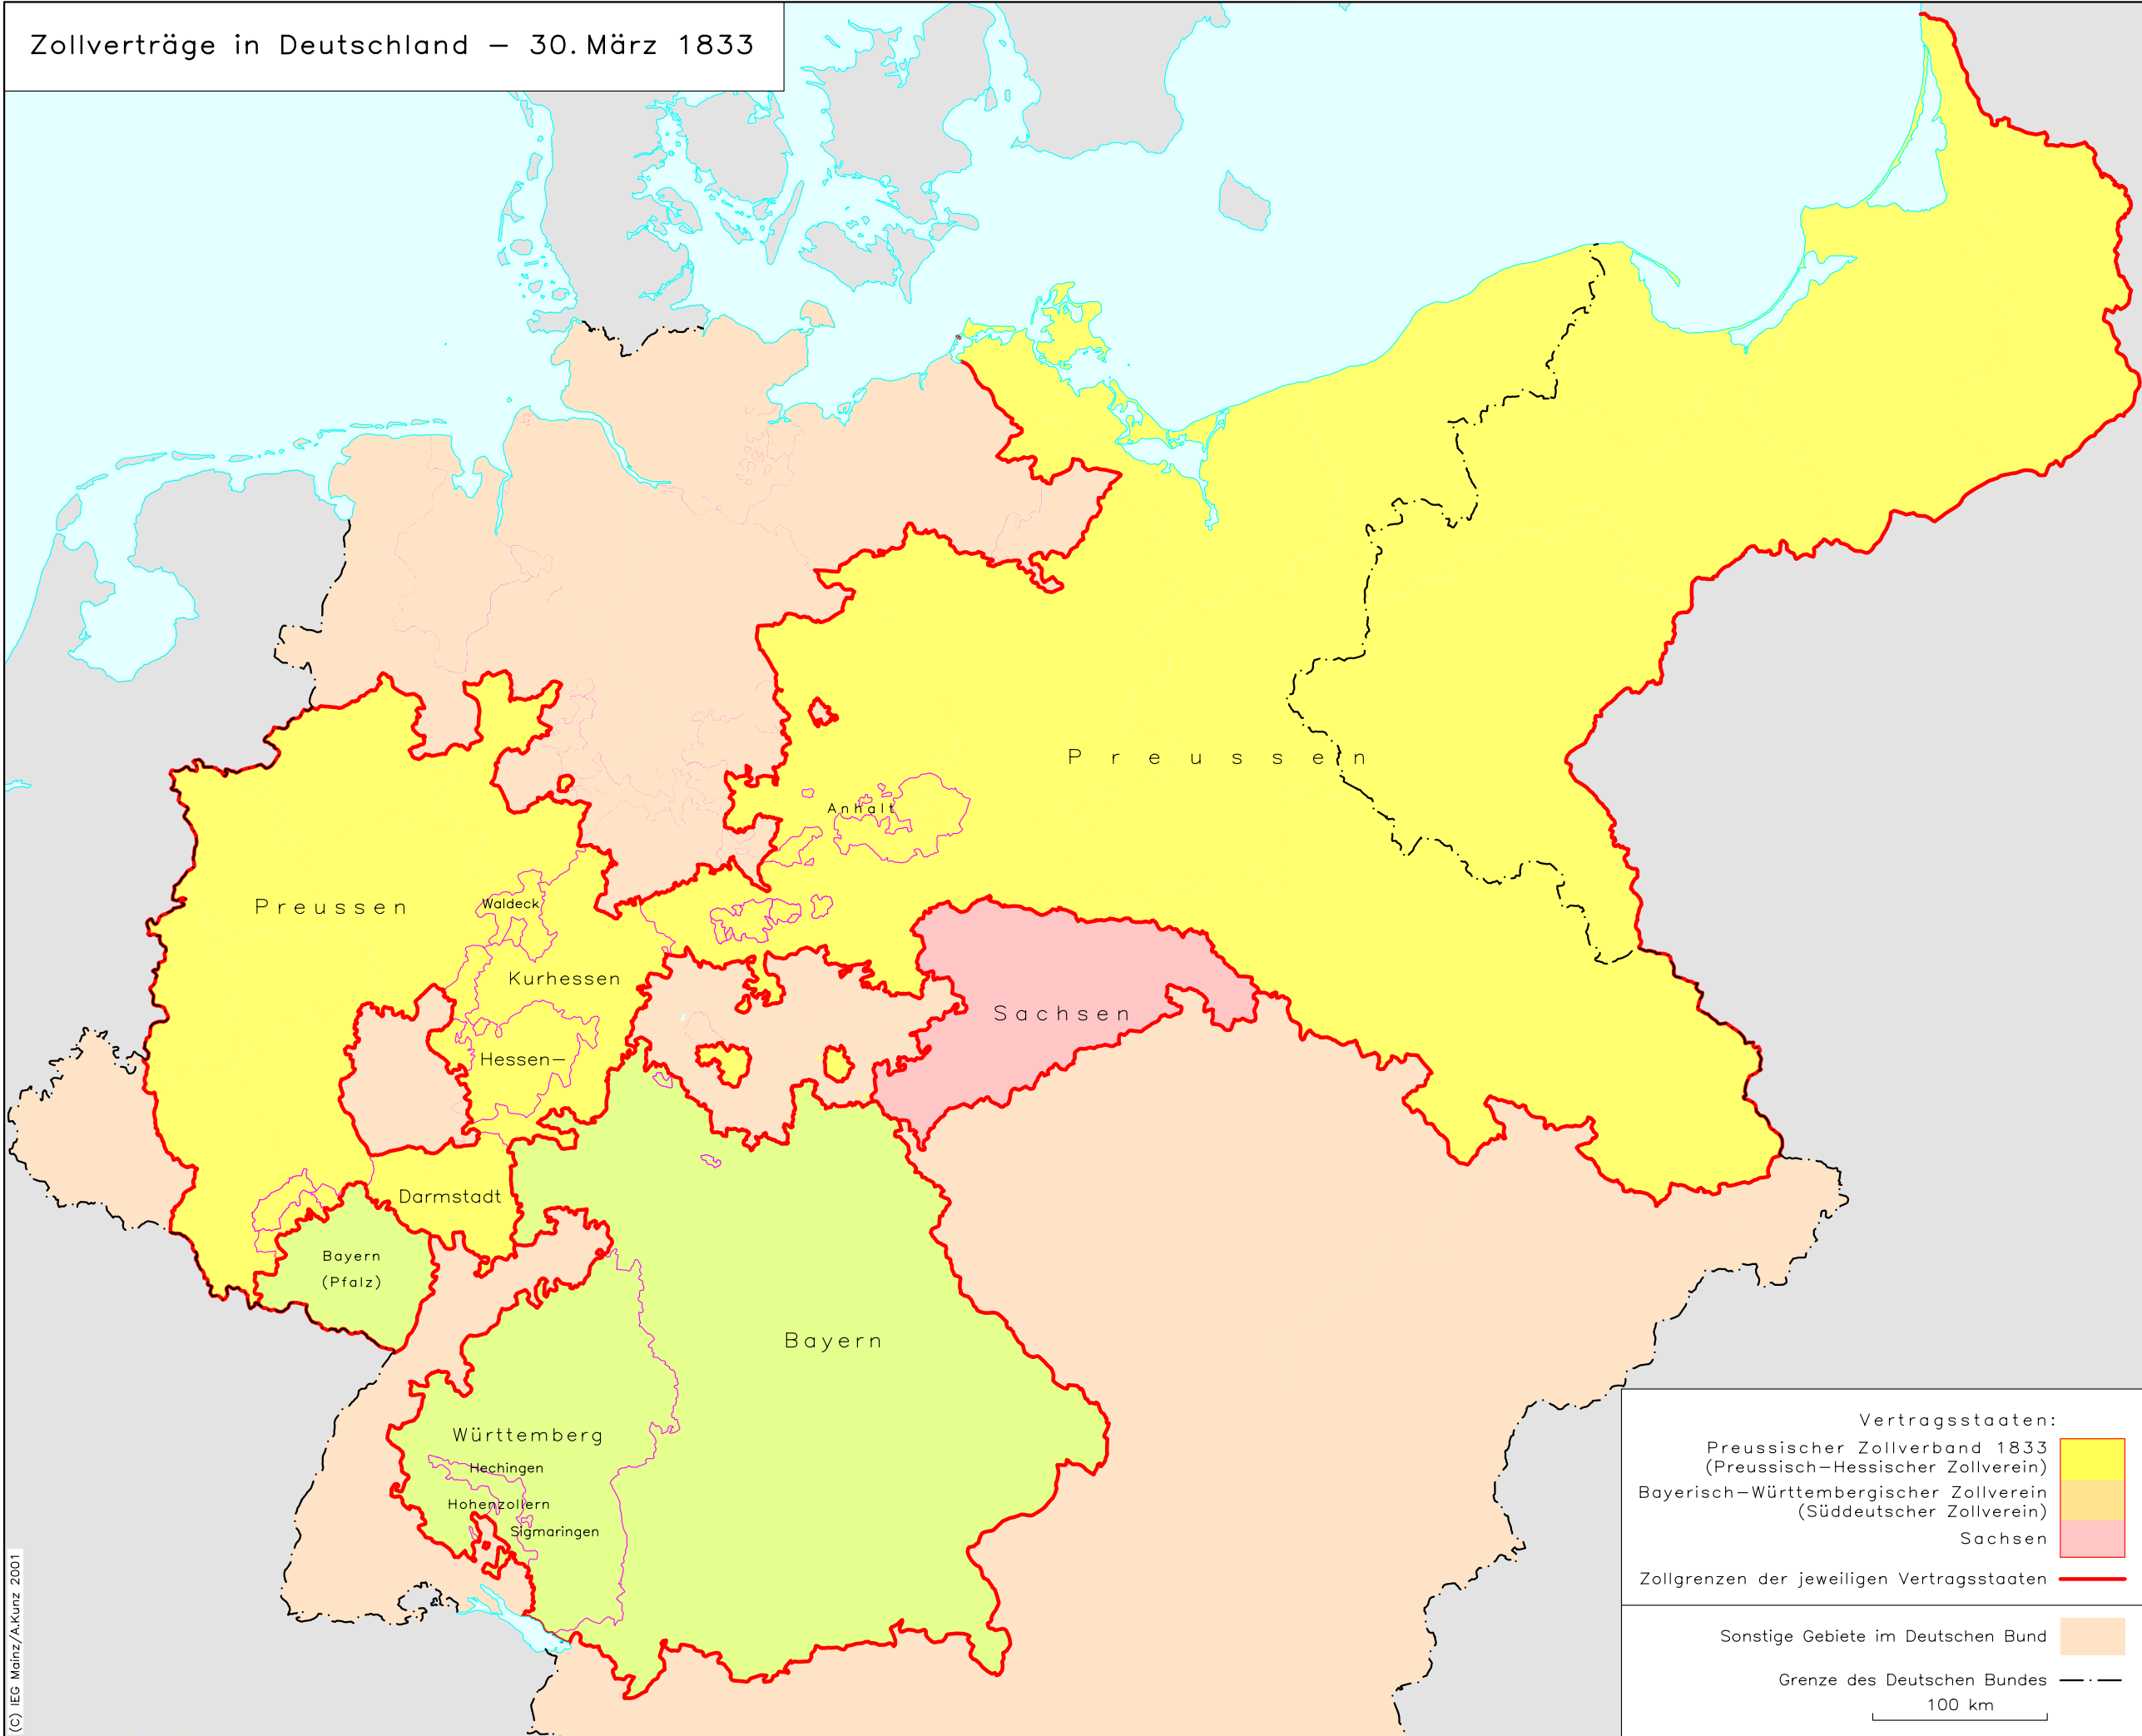 Zollverträge in Deutschland – 30. März 1833
Preussen
Anhalt
Preussen
Waldeck
Kurhessen
Sachsen
Hessen–
Darmstadt
Bayern
(Pfalz)
Bayern
Württemberg
Hechingen
Hohenzollern
Sigmaringen
Vertragsstaaten:
Preussischer Zollverband 1833
(Preussisch–Hessischer Zollverein)
Bayerisch–Württembergischer Zollverein
(Süddeutscher Zollverein)
Sachsen
Zollgrenzen der jeweiligen Vertragsstaaten
Sonstige Gebiete im Deutschen Bund
Grenze des Deutschen Bundes
100 km
(C) IEG Mainz/A.Kunz 2001